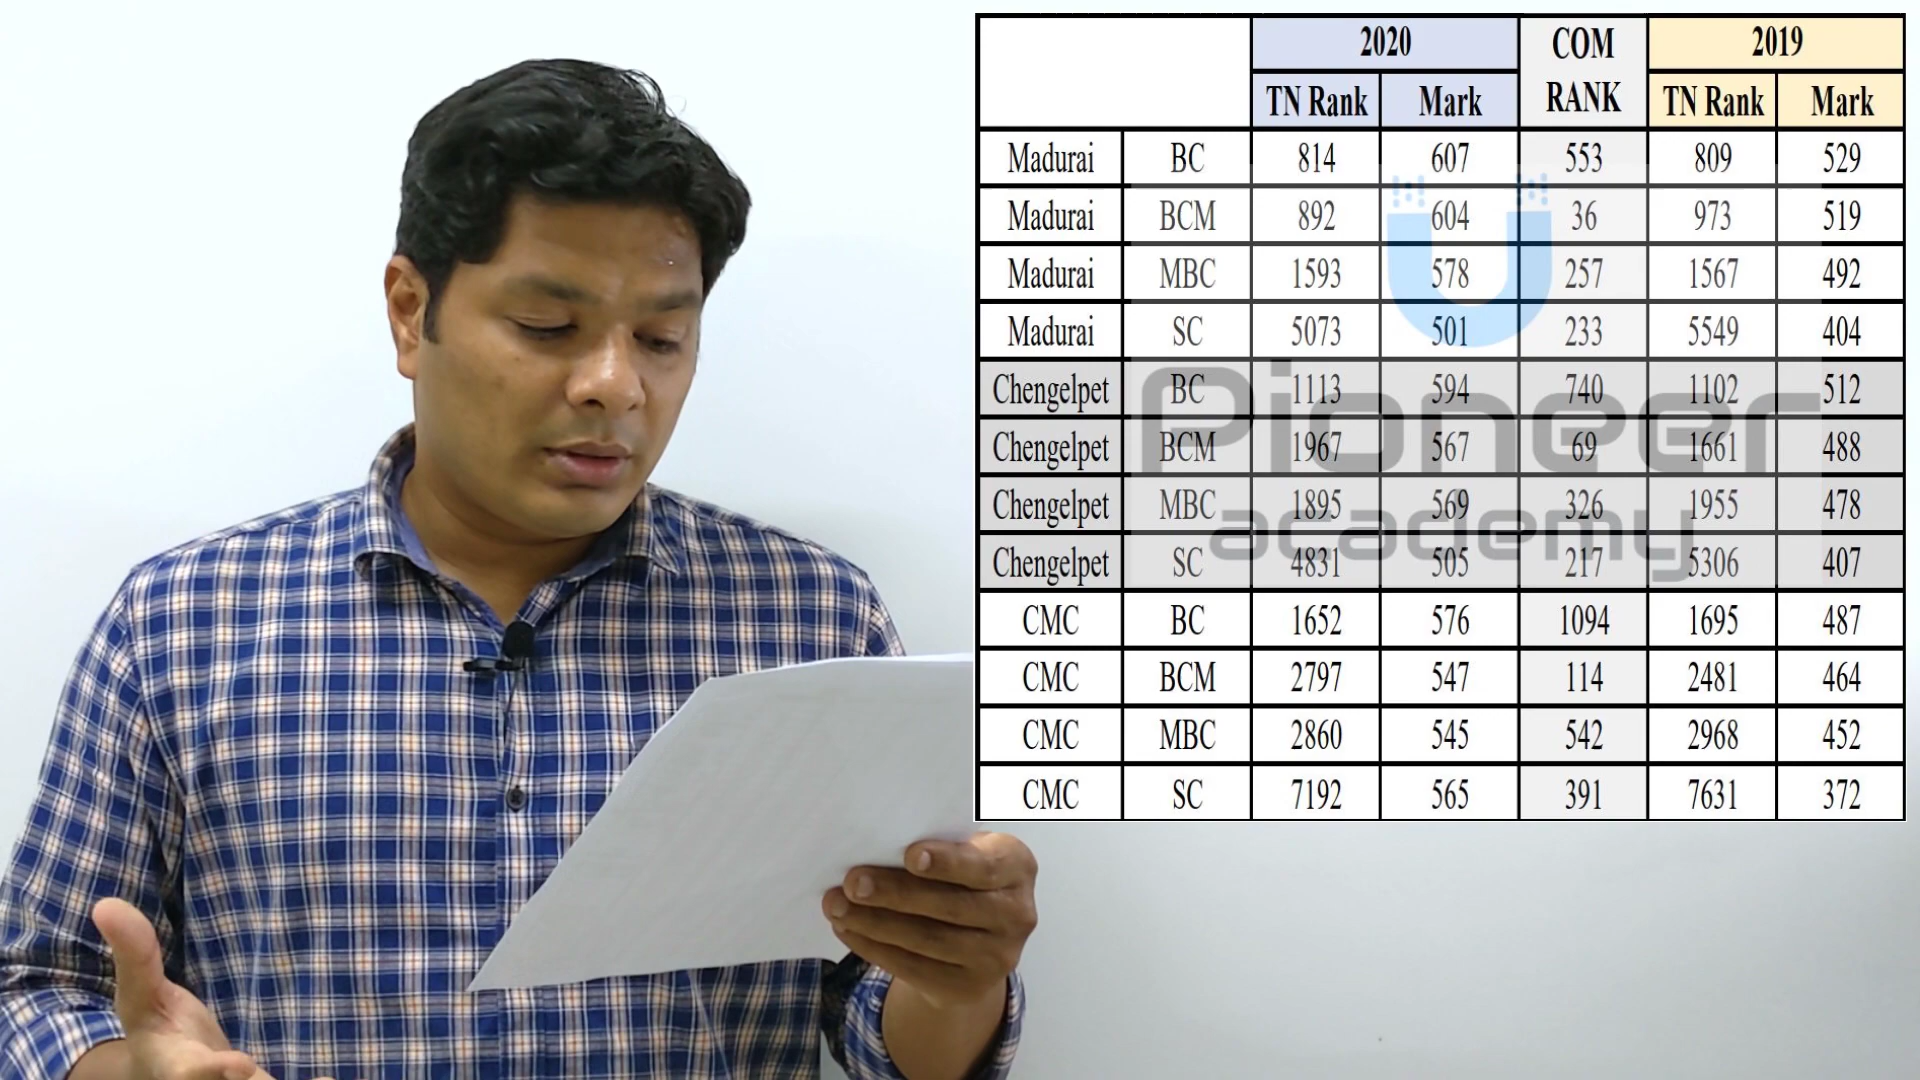 2020 COM RANK 2019
TN Rank Mark TN Rank Mark
Madurai BC 814 607 553 809 529
Madurai BCM 892 604 36 973 519
Madurai MBC 1593 578 257 1567 492
Madurai SC 5073 501 233 5549 404
Chengelpet BC 1113 594 740 1102 512
Chengelpet BCM 1967 567 69 1661 488
Chengelpet MBC 1895 569 326 1955 478
Chengelpet SC 4831 505 217 5306 407
CMC BC 1652 576 1094 1695 487
CMC BCM 2797 547 114 2481 464
CMC MBC 2860 545 542 2968 452
CMC SC 7192 565 391 7631 372
Pioneer
academy